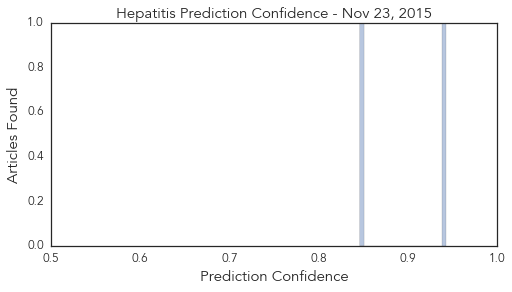 Hepatitis Prediction Confidence - Nov 23, 2015
1.0
0.8
0.6
0.4
0.2
0.0
Articles Found
0.5 0.6 0.7 0.8 0.9 1.0
Prediction Confidence